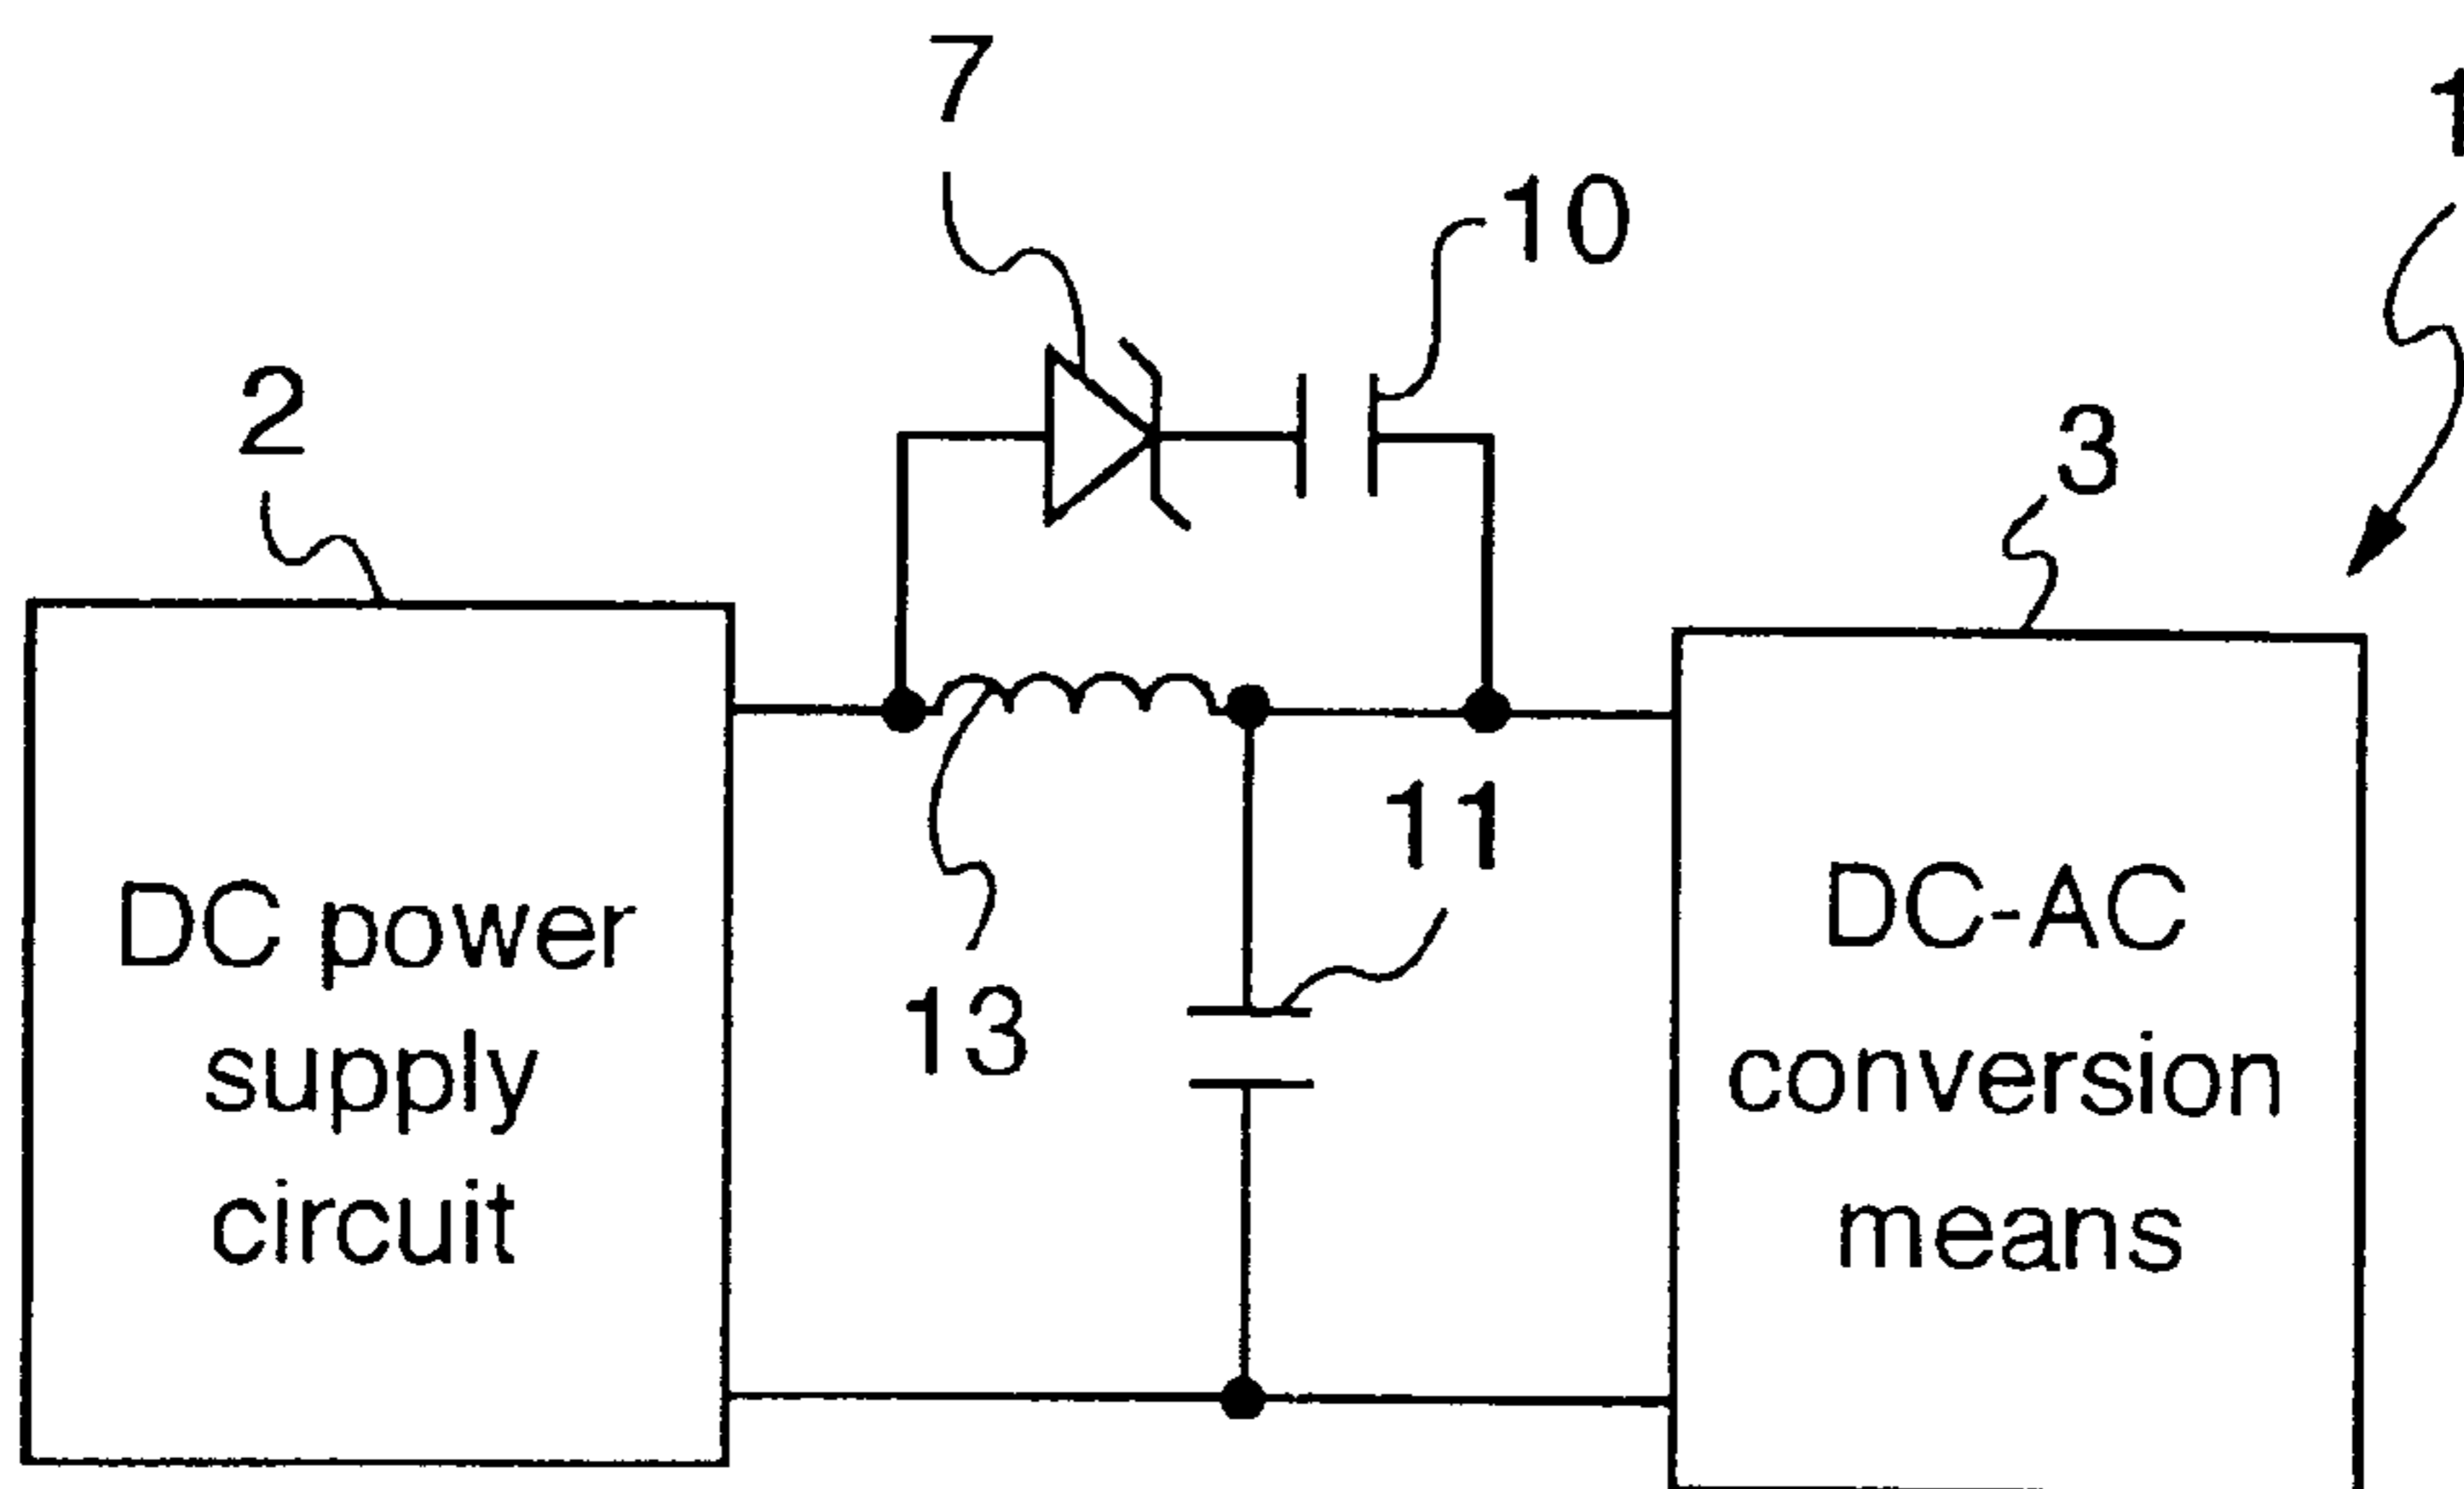 7
1
10
2
3
11
DC power
supply
circuit
13
DC-AC
conversion
means